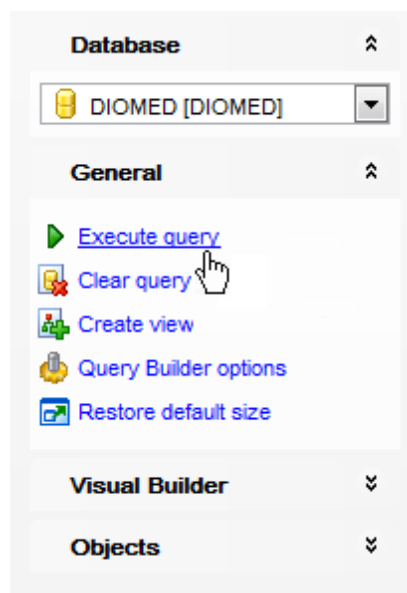 Database
DIOMED [DIOMED]
General
Execute query
Clear query
Create view
Query Builder options
Restore default size
Visual Builder
Objects